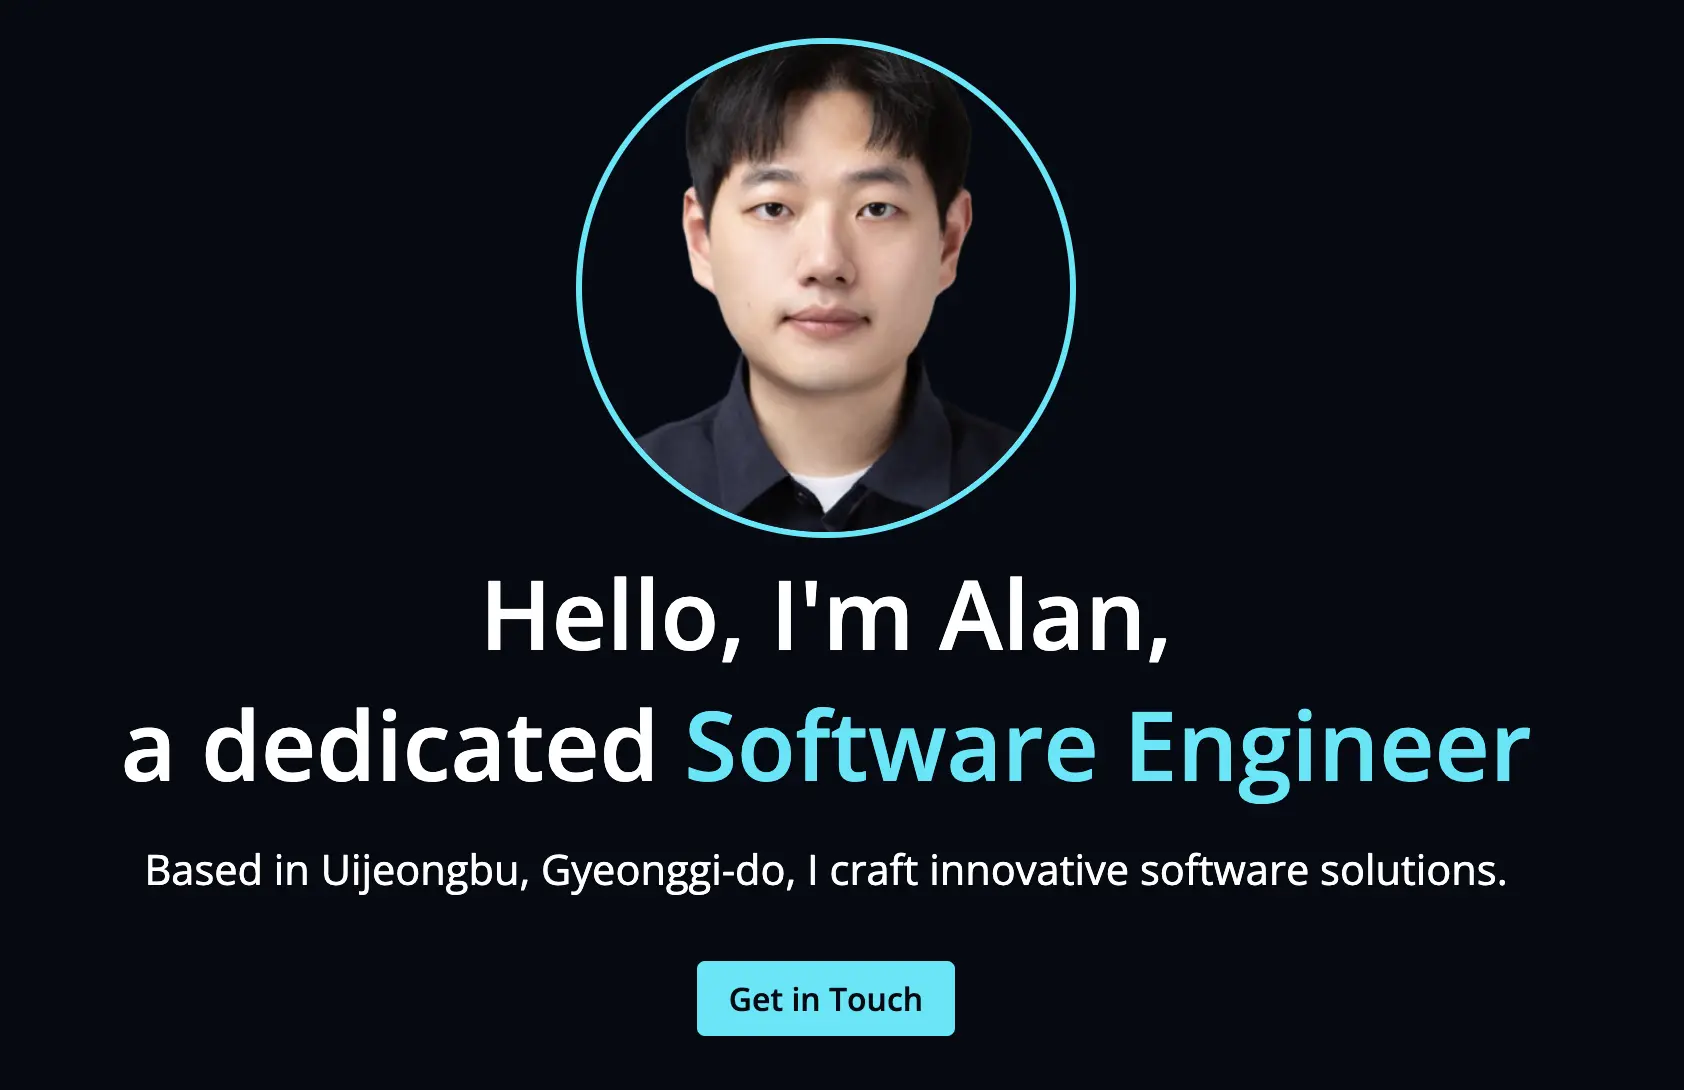 Hello, I'm Alan,
a dedicated Software Engineer
Based in Uijeongbu, Gyeonggi-do, I craft innovative software solutions.
Get in Touch